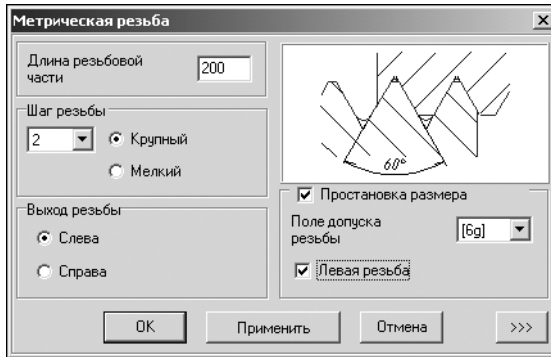 Метрическая резьба
Длина резьбовой
части
200
Шаг резьбы
2
Крупный
Мелкий
Выход резьбы
Слева
Справа
60°
Простановка размера
Поле допуска
резьбы
[6g]
Левая резьба
OK
Применить
Отмена
>>>